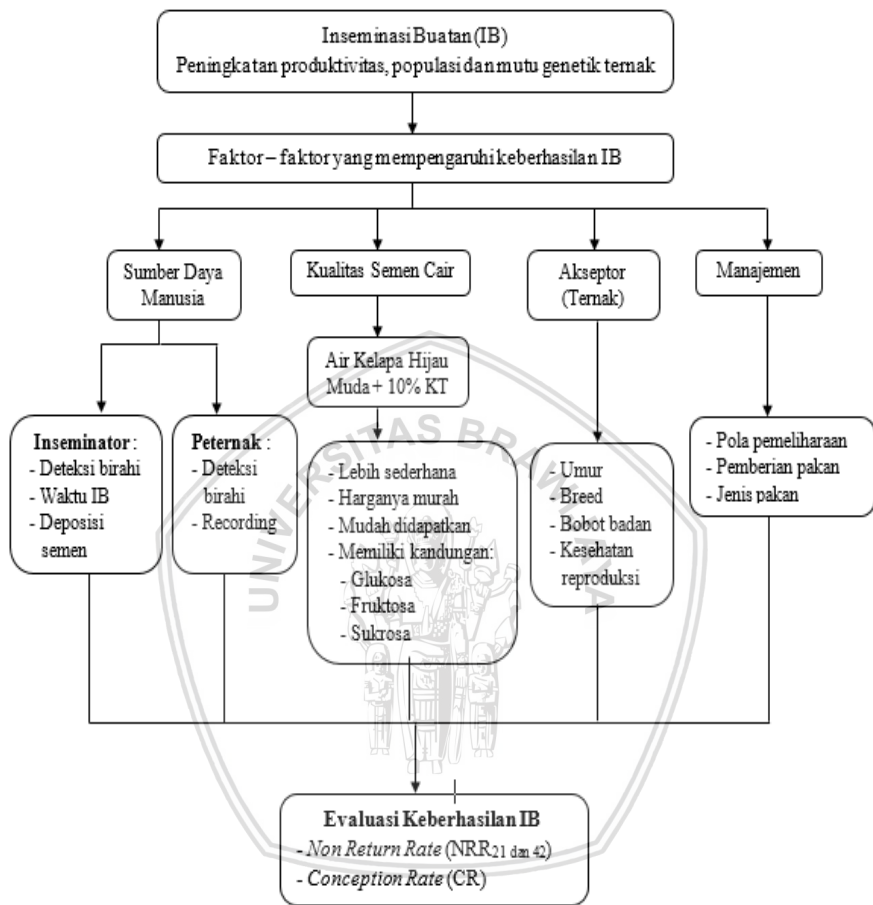 Inseminasi Buatan (IB)
Peningkatan produktivitas, populasi dan mutu genetik ternak
Faktor – faktor yang mempengaruhi keberhasilan IB
Sumber Daya
Manusia
Kualitas Semen Cair
Akseptor
(Ternak)
Manajemen
Air Kelapa Hijau
Muda + 10% KT
Inseminator :
- Deteksi birahi
- Waktu IB
- Deposisi
semen
Peternak :
- Deteksi
birahi
- Recording
- Lebih sederhana
- Harganya murah
- Mudah didapatkan
- Memiliki kandungan:
- Glukosa
- Fruktosa
- Sukrosa
- Umur
- Breed
- Bobot badan
- Kesehatan
reproduksi
- Pola pemeliharaan
- Pemberian pakan
- Jenis pakan
UNIVERSITAS BRAWIJAYA
Evaluasi Keberhasilan IB
- Non Return Rate (NRR21 dan 42)
- Conception Rate (CR)